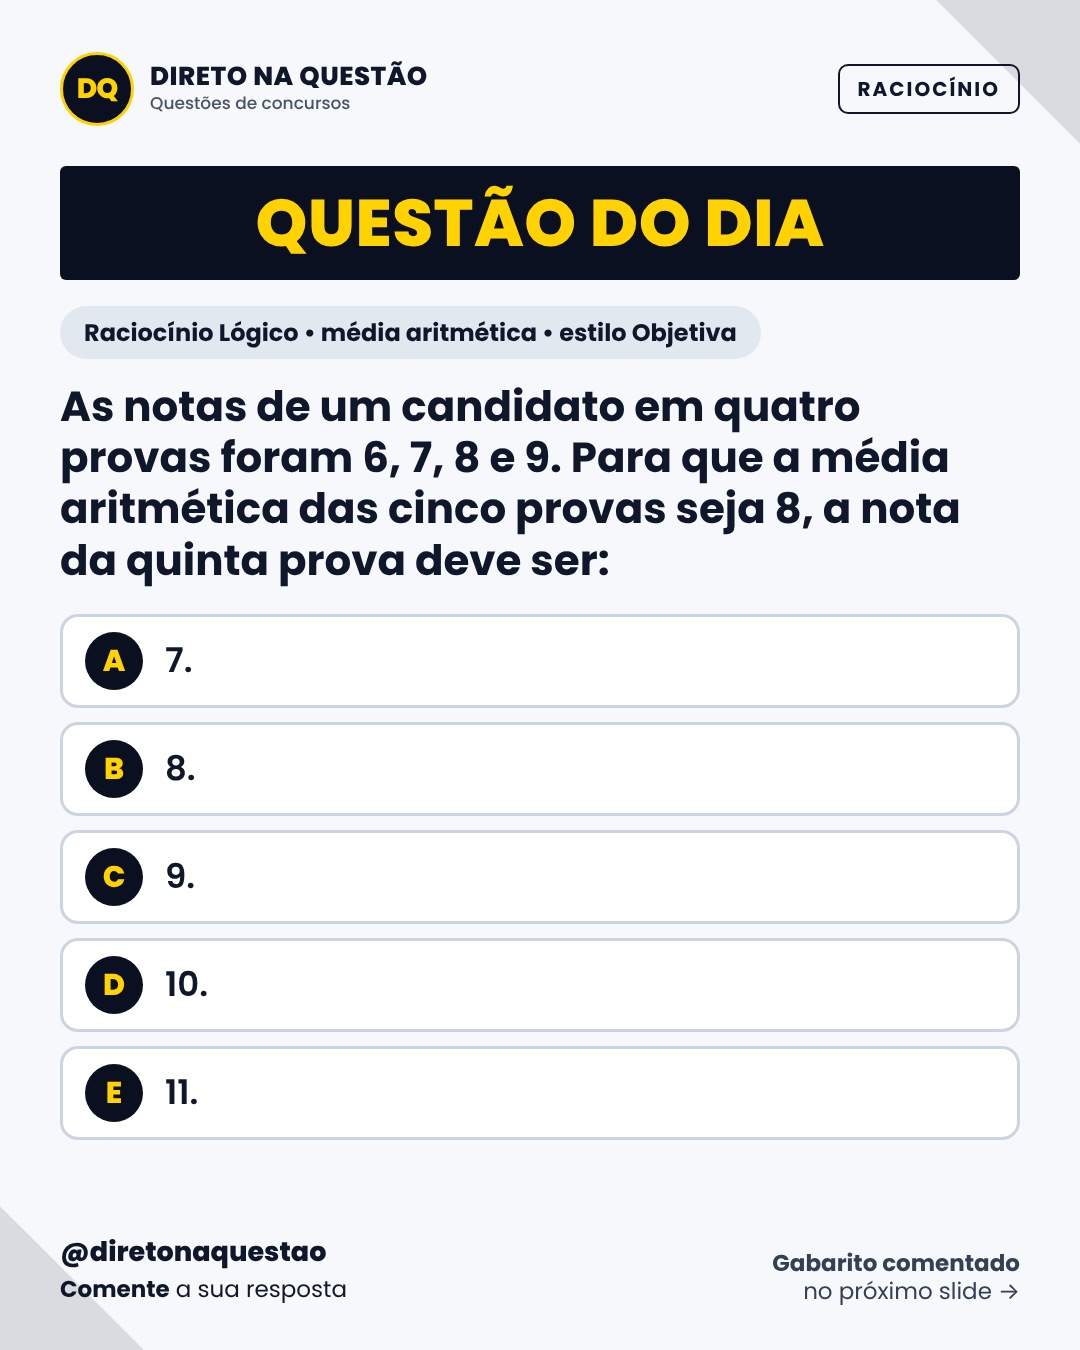 DQ
DIRETO NA QUESTÃO
Questões de concursos
RACIOCÍNIO
QUESTÃO DO DIA
Raciocínio Lógico • média aritmética • estilo Objetiva
As notas de um candidato em quatro
provas foram 6, 7, 8 e 9. Para que a média
aritmética das cinco provas seja 8, a nota
da quinta prova deve ser:
A 7.
B 8.
C 9.
D 10.
E 11.
@diretonaquestao
Comente a sua resposta
Gabarito comentado
no próximo slide →